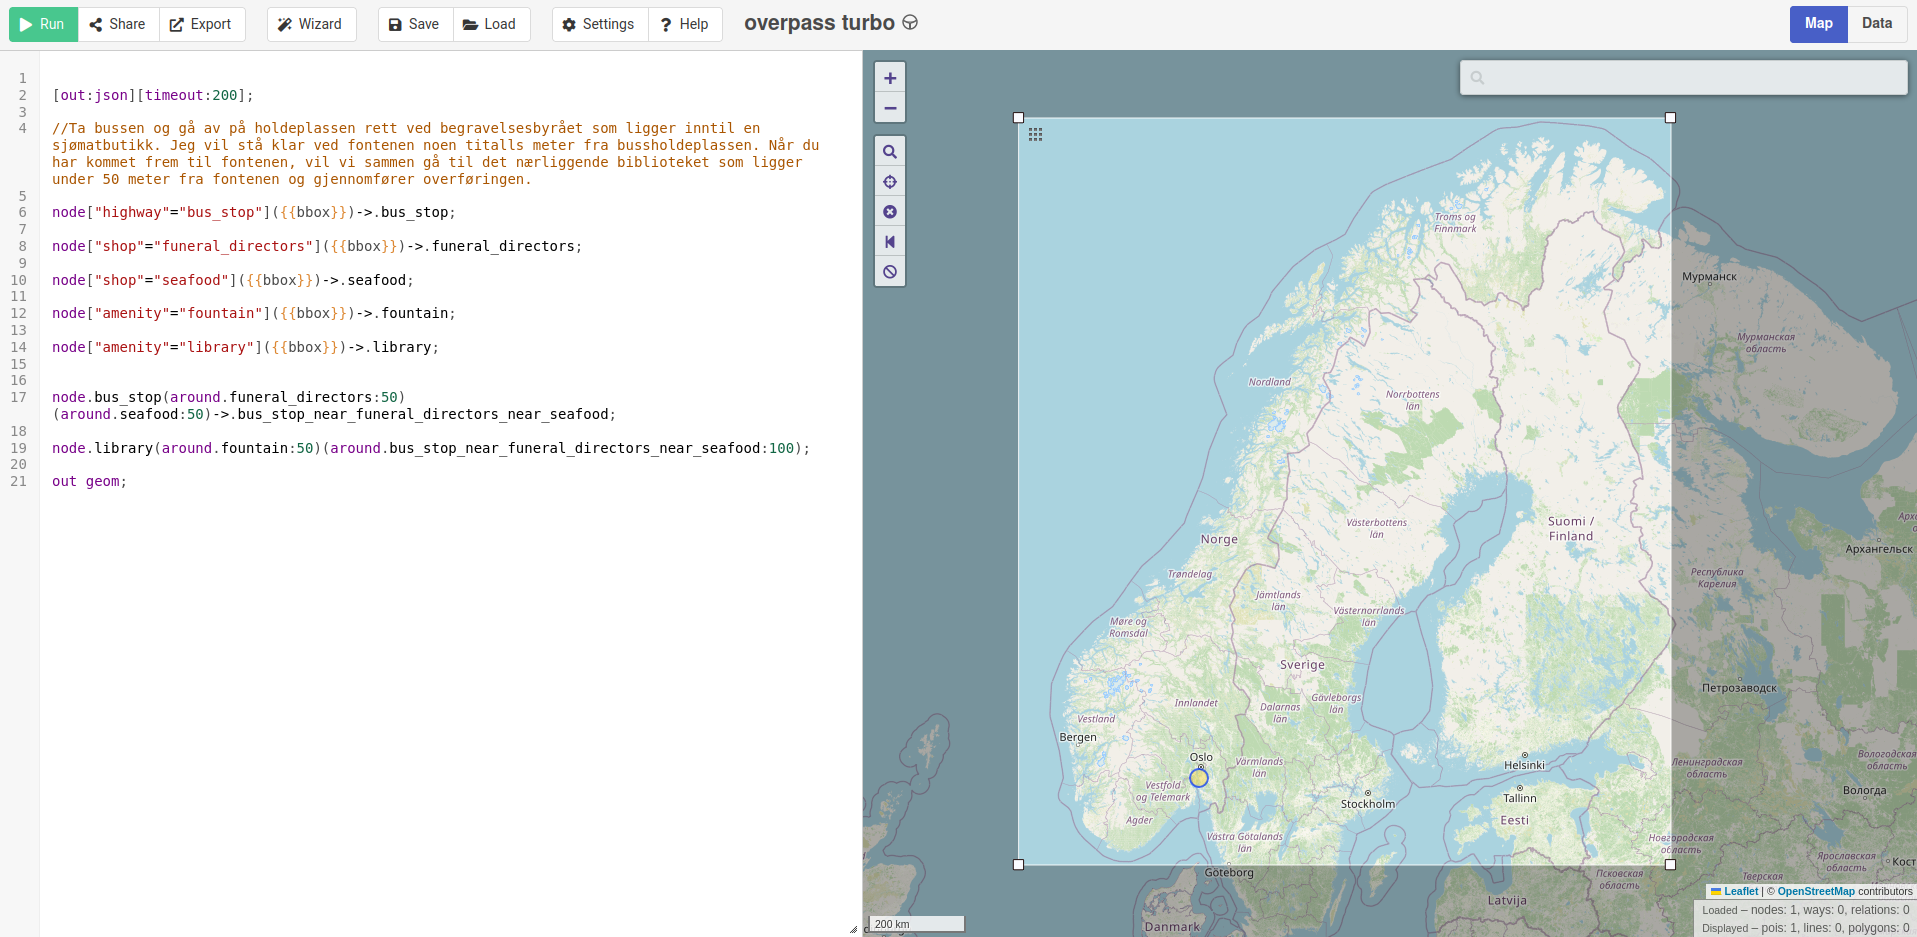 Run Share Export Wizard Save Load Settings Help overpass turbo Map Data
1
2 [out:json][timeout:200];
3
4 //Ta bussen og gå av på holdeplassen rett ved begravelsesbyrået som ligger inntil en
sjømatbutikk. Jeg vil stå klar ved fontenen noen titalls meter fra bussholdeplassen. Når du
har kommet frem til fontenen, vil vi sammen gå til det nærliggende biblioteket som ligger
under 50 meter fra fontenen og gjennomfører overføringen.
5
6 node["highway"="bus_stop"]({{bbox}})->.bus_stop;
7
8 node["shop"="funeral_directors"]({{bbox}})->.funeral_directors;
9
10 node["shop"="seafood"]({{bbox}})->.seafood;
11
12 node["amenity"="fountain"]({{bbox}})->.fountain;
13
14 node["amenity"="library"]({{bbox}})->.library;
15
16
17 node.bus_stop(around.funeral_directors:50)
(around.seafood:50)->.bus_stop_near_funeral_directors_near_seafood;
18
19 node.library(around.fountain:50)(around.bus_stop_near_funeral_directors_near_seafood:100);
20
21 out geom;
+
−
Troms og
Finnmark
Мурманск
Мурманская
область
Nordland
Norrbottens
län
Västerbottens
län
Suomi /
Finland
Norge
Архангельск
Trøndelag
Республика
Карелия
Jämtlands
län
Västernorrlands
län
Møre og
Romsdal
Sverige
Петрозаводск
Innlandet
Gävleborgs
län
Dalarnas
län
Vestland
Bergen
Oslo
Värmlands
län
Helsinki
Вологодская
область
Ленинградская
область
Vestfold
og Telemark
Stockholm
Tallinn
Вологда
Agder
Eesti
Västra Götalands
län
Новгородская
область
Ярославская
область
Кост
Göteborg
Псковская
область
Тверская
Latvija
Danmark
200 km
Leaflet | © OpenStreetMap contributors
Loaded – nodes: 1, ways: 0, relations: 0
Displayed – pois: 1, lines: 0, polygons: 0